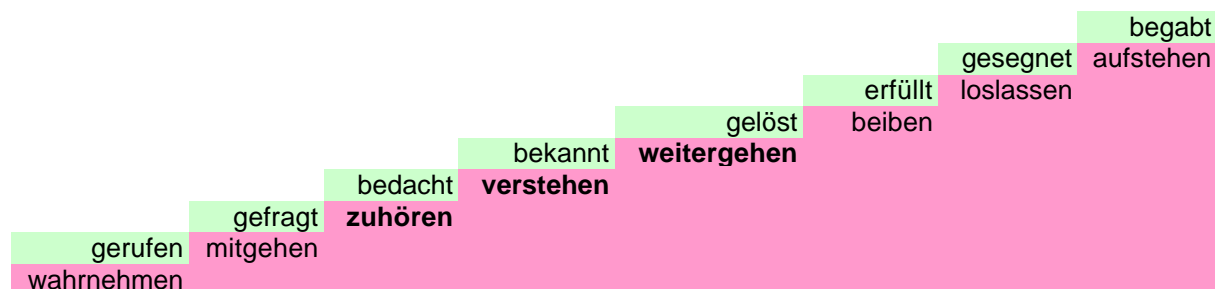 begabt
gesegnet aufstehen
erfüllt loslassen
gelöst beiben
bekannt weitergehen
bedacht verstehen
gefragt zuhören
gerufen mitgehen
wahrnehmen